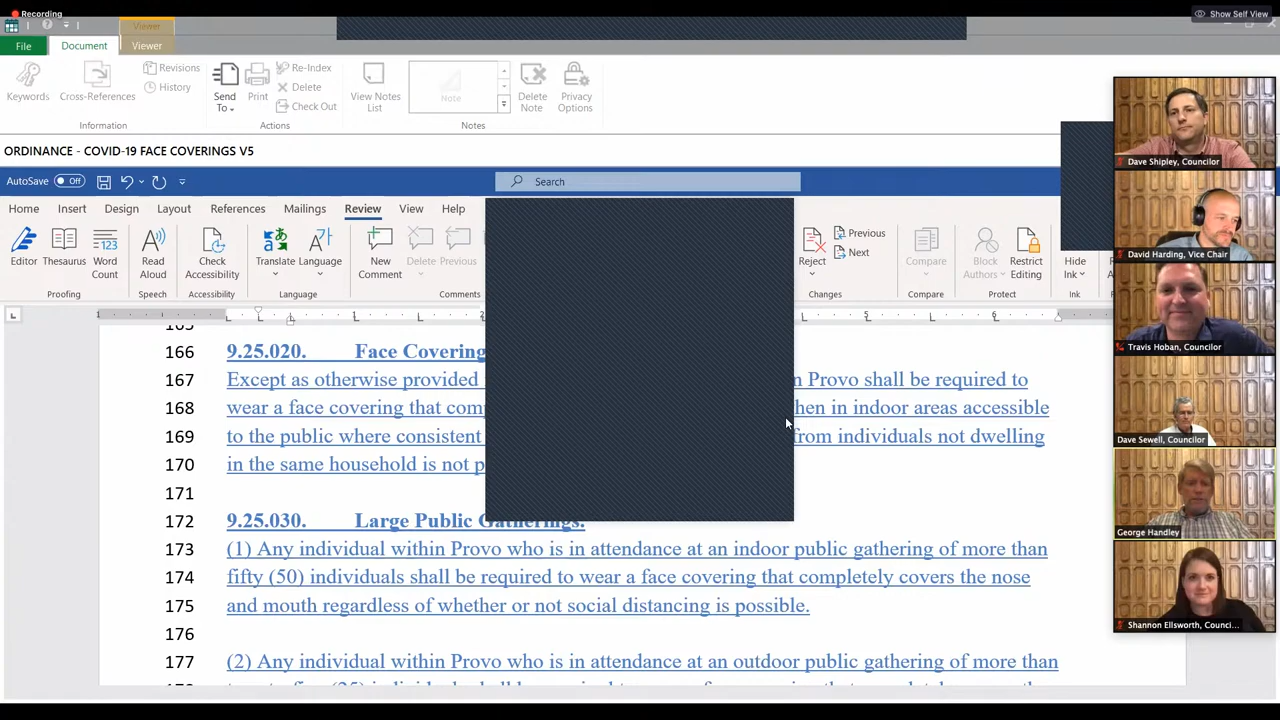 Recording
Show Self View
Viewer
File
Document
Viewer
Keywords
Cross-References
Revisions
History
Information
Send To
Print
Re-Index
Delete
Check Out
Actions
View Notes List
Note
Delete Note
Privacy Options
Notes
ORDINANCE - COVID-19 FACE COVERINGS V5
AutoSave
Off
Search
Home
Insert
Design
Layout
References
Mailings
Review
View
Help
Editor
Thesaurus
Word Count
Proofing
Read Aloud
Speech
Check Accessibility
Accessibility
Translate
Language
Language
New Comment
Delete
Previous
Comments
Reject
Previous
Next
Changes
Compare
Compare
Block Authors
Restrict Editing
Protect
Hide Ink
Ink
1
1
2
5
165
166 9.25.020. Face Covering
167 Except as otherwise provided n Provo shall be required to
168 wear a face covering that com hen in indoor areas accessible
169 to the public where consistent from individuals not dwelling
170 in the same household is not p
171
172 9.25.030. Large Public Gatherings.
173 (1) Any individual within Provo who is in attendance at an indoor public gathering of more than
174 fifty (50) individuals shall be required to wear a face covering that completely covers the nose
175 and mouth regardless of whether or not social distancing is possible.
176
177 (2) Any individual within Provo who is in attendance at an outdoor public gathering of more than
Dave Shipley, Councilor
David Harding, Vice Chair
Travis Hoban, Councilor
Dave Sewell, Councilor
George Handley
Shannon Ellsworth, Counci...